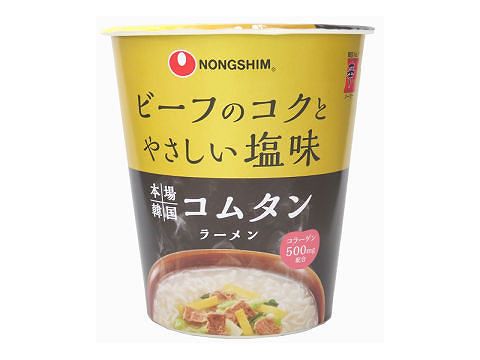 NONGSHIM®
ビーフのコクと
やさしい塩味
本場
韓国
コムタン
ラーメン
コラーゲン
500mg
配合